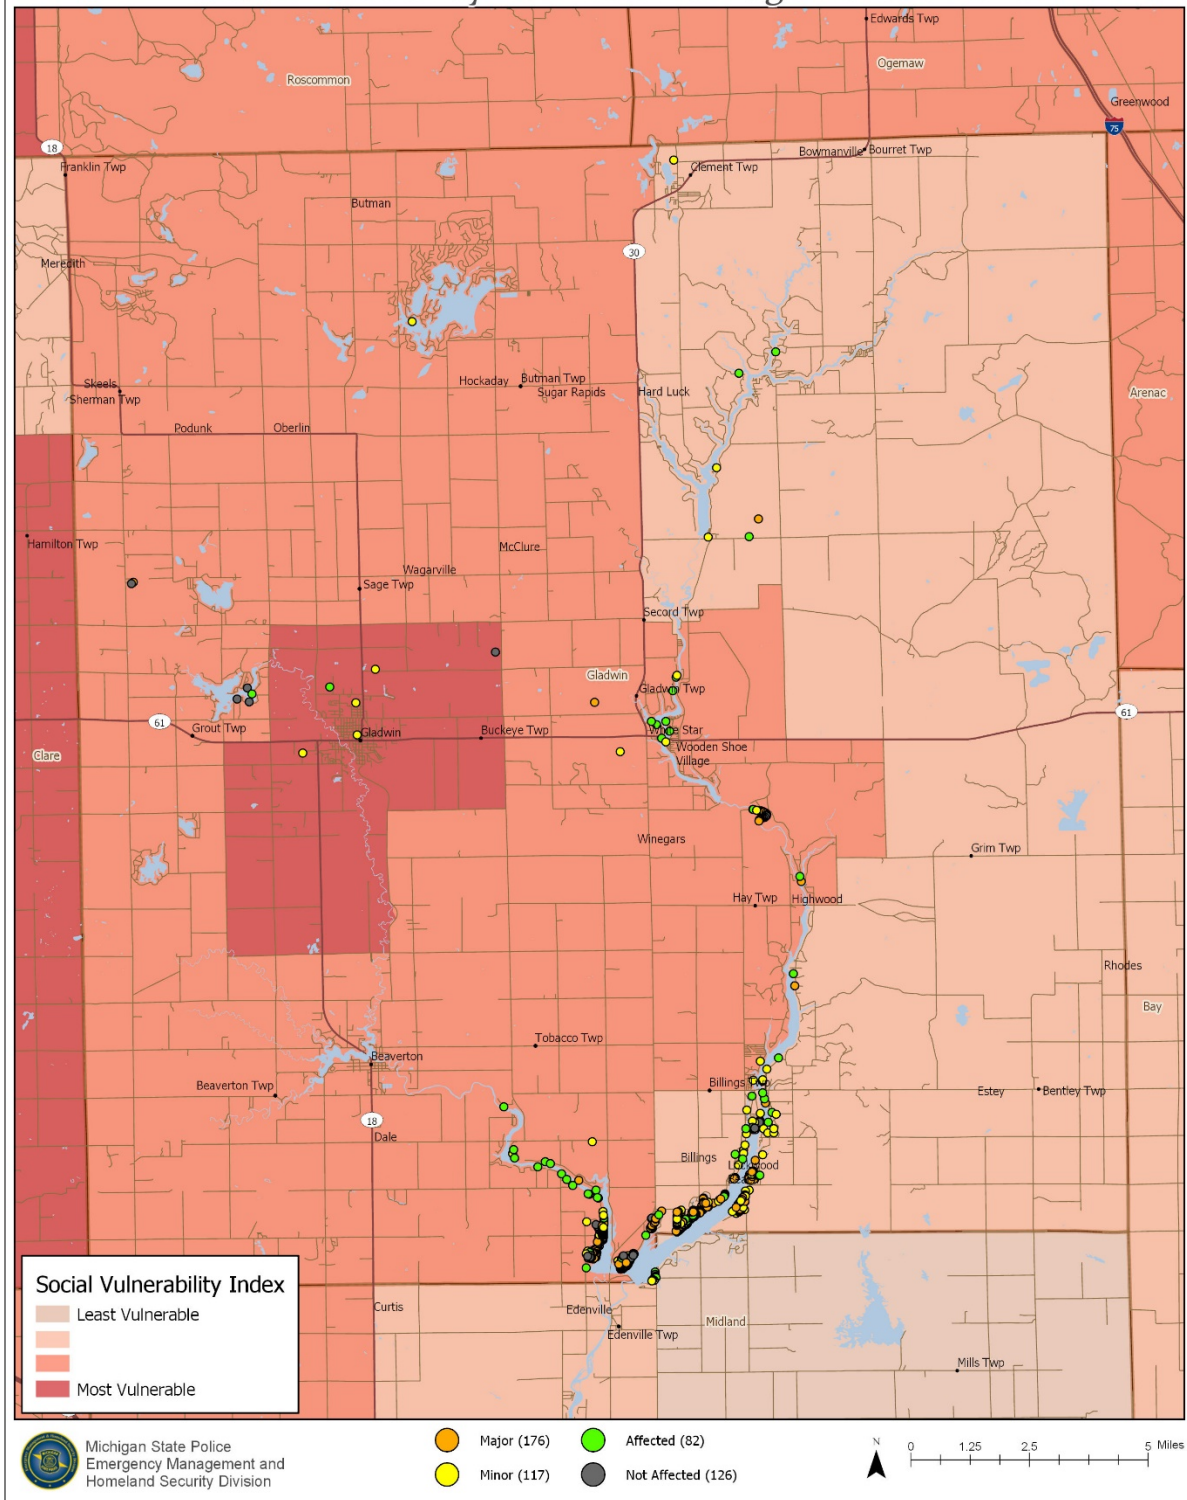 Edwards Twp
Ogemaw
Roscommon
Greenwood
75
18
Franklin Twp
Bowmanville
Bourret Twp
Clement Twp
Butman
30
Meredith
Skeels
Sherman Twp
Hockaday
Butman Twp
Sugar Rapids
Hard Luck
Arenac
Podunk
Oberlin
Hamilton Twp
McClure
Wagarville
Sage Twp
Secord Twp
Gladwin
Gladwin Twp
61
61
Grout Twp
Gladwin
Buckeye Twp
White Star
Wooden Shoe
Village
Clare
Winegars
Grim Twp
Hay Twp
Highwood
Rhodes
Bay
Tobacco Twp
Beaverton
Beaverton Twp
Billings Twp
Estey
Bentley Twp
18
Dale
Billings
Lockwood
Curtis
Edenville
Edenville Twp
Midland
Mills Twp
Social Vulnerability Index
Least Vulnerable
Most Vulnerable
Michigan State Police
Emergency Management and
Homeland Security Division
Major (176)
Affected (82)
Minor (117)
Not Affected (126)
N
0 1.25 2.5 5 Miles